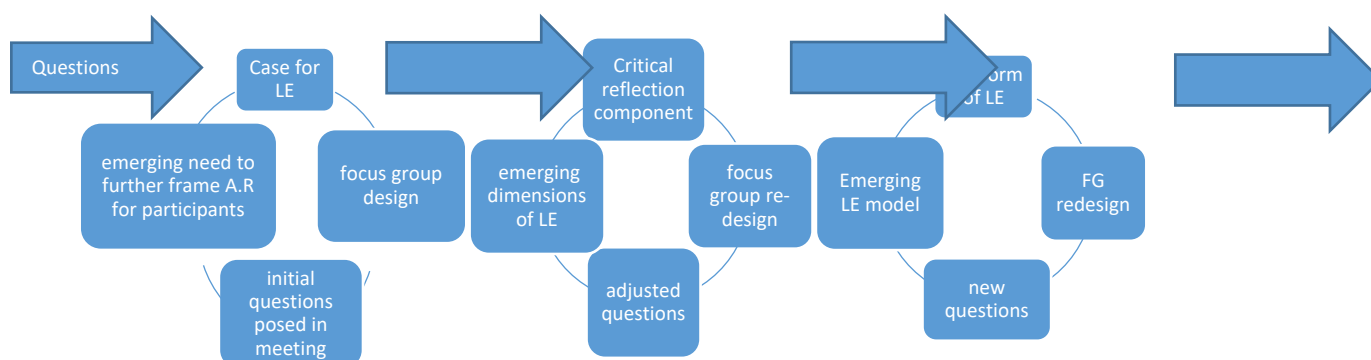 Questions
Case for
LE
emerging need to
further frame A.R
for participants
focus group
design
initial
questions
posed in
meeting
Critical
reflection
component
emerging
dimensions
of LE
focus
group re-
design
adjusted
questions
of LE
Emerging
LE model
FG
redesign
new
questions